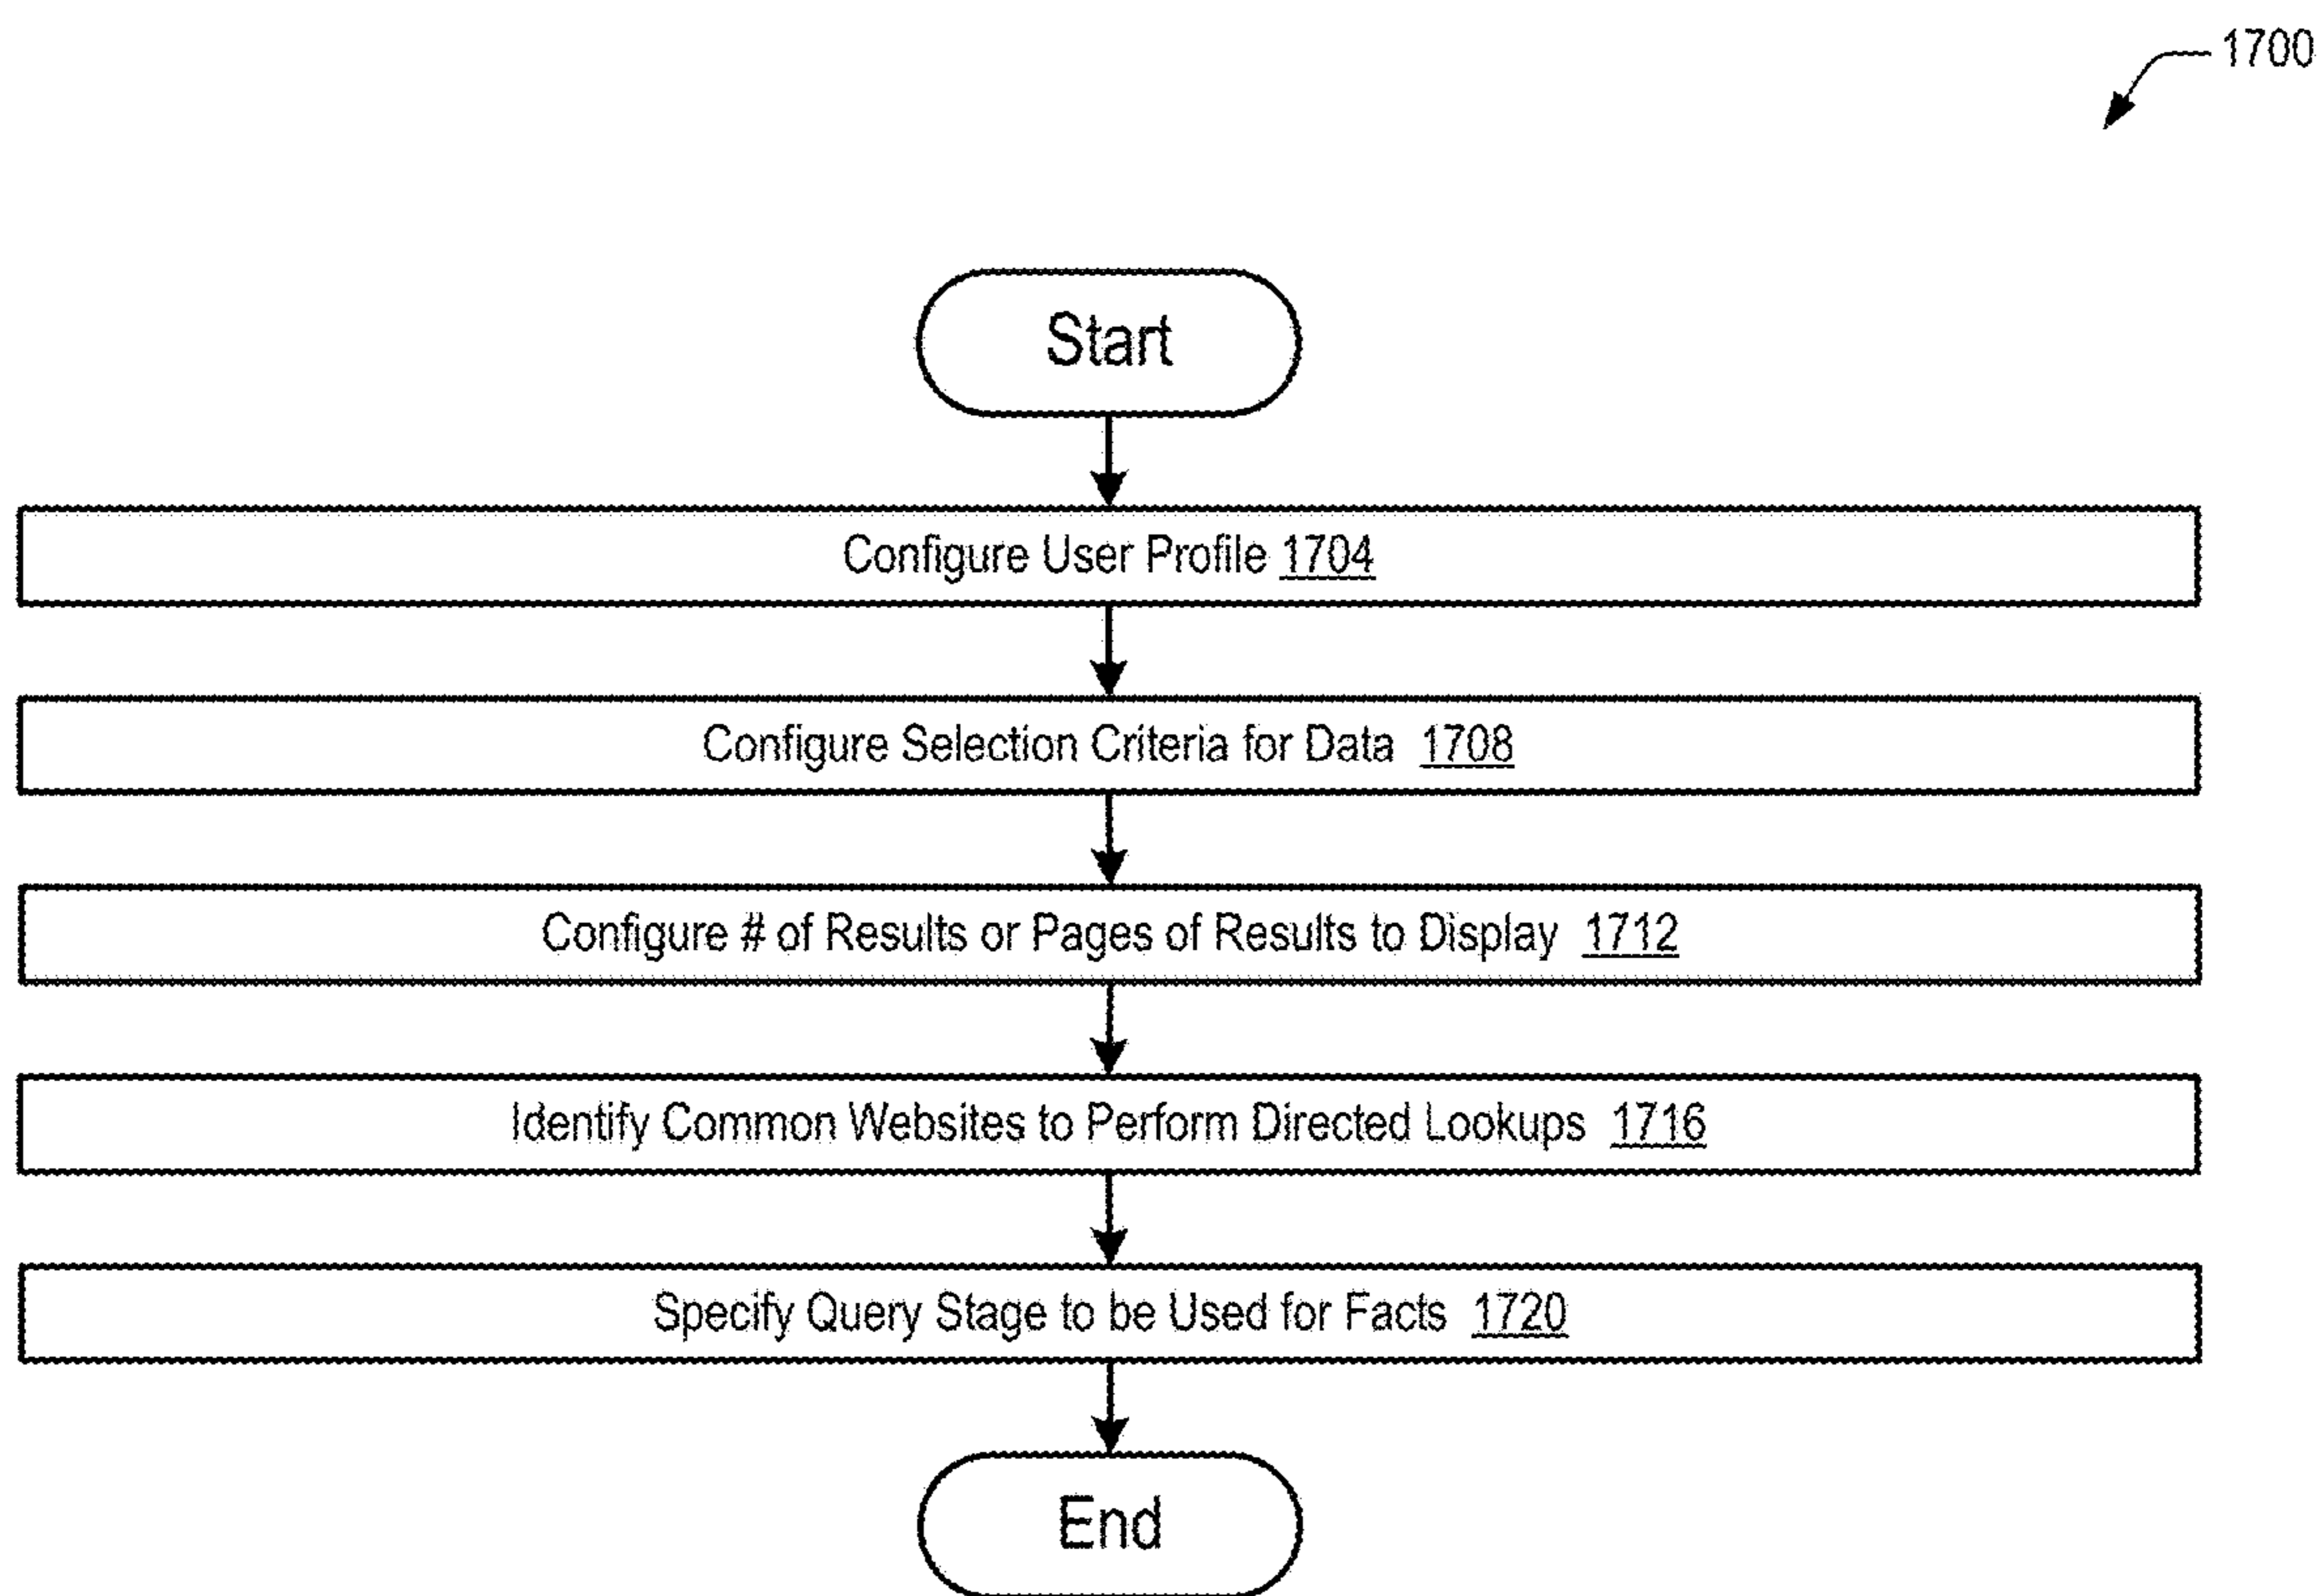 1700
Start
Configure User Profile 1704
Configure Selection Criteria for Data 1708
Configure # of Results or Pages of Results to Display 1712
Identify Common Websites to Perform Directed Lookups 1716
Specify Query Stage to be Used for Facts 1720
End